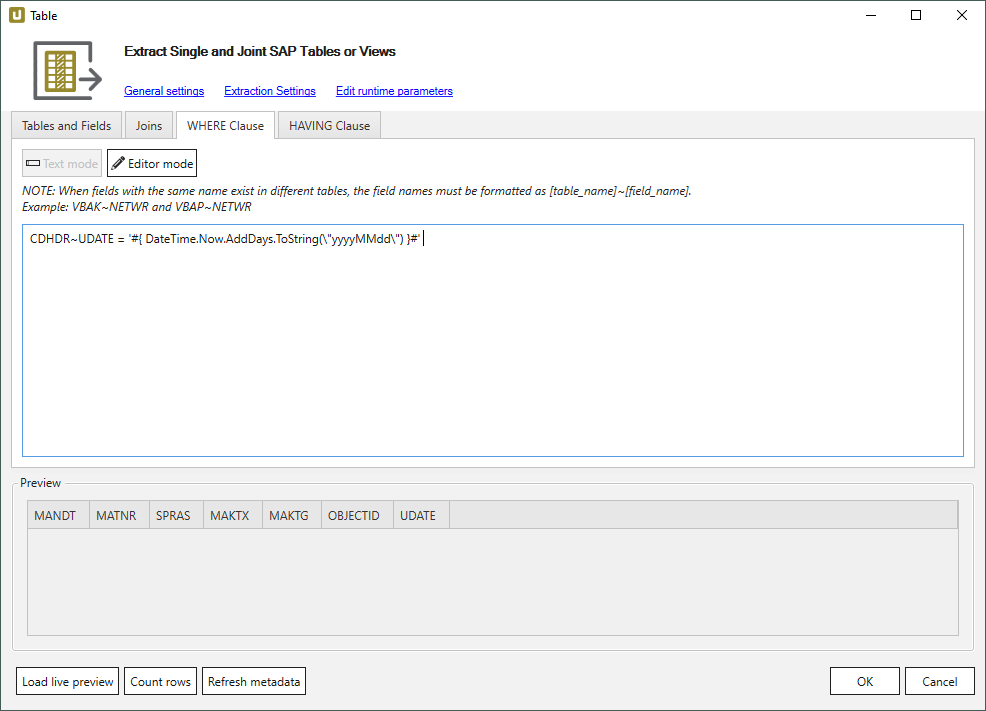 Table
Extract Single and Joint SAP Tables or Views
General settings Extraction Settings Edit runtime parameters
Tables and Fields Joins WHERE Clause HAVING Clause
Text mode Editor mode
NOTE: When fields with the same name exist in different tables, the field names must be formatted as [table_name]~[field_name].
Example: VBAK~NETWR and VBAP~NETWR
CDHDR~UDATE = '#{ DateTime.Now.AddDays.ToString(\"yyyyMMdd\") }#'
Preview
MANDT MATNR SPRAS MAKTX MAKTG OBJECTID UDATE
Load live preview Count rows Refresh metadata OK Cancel